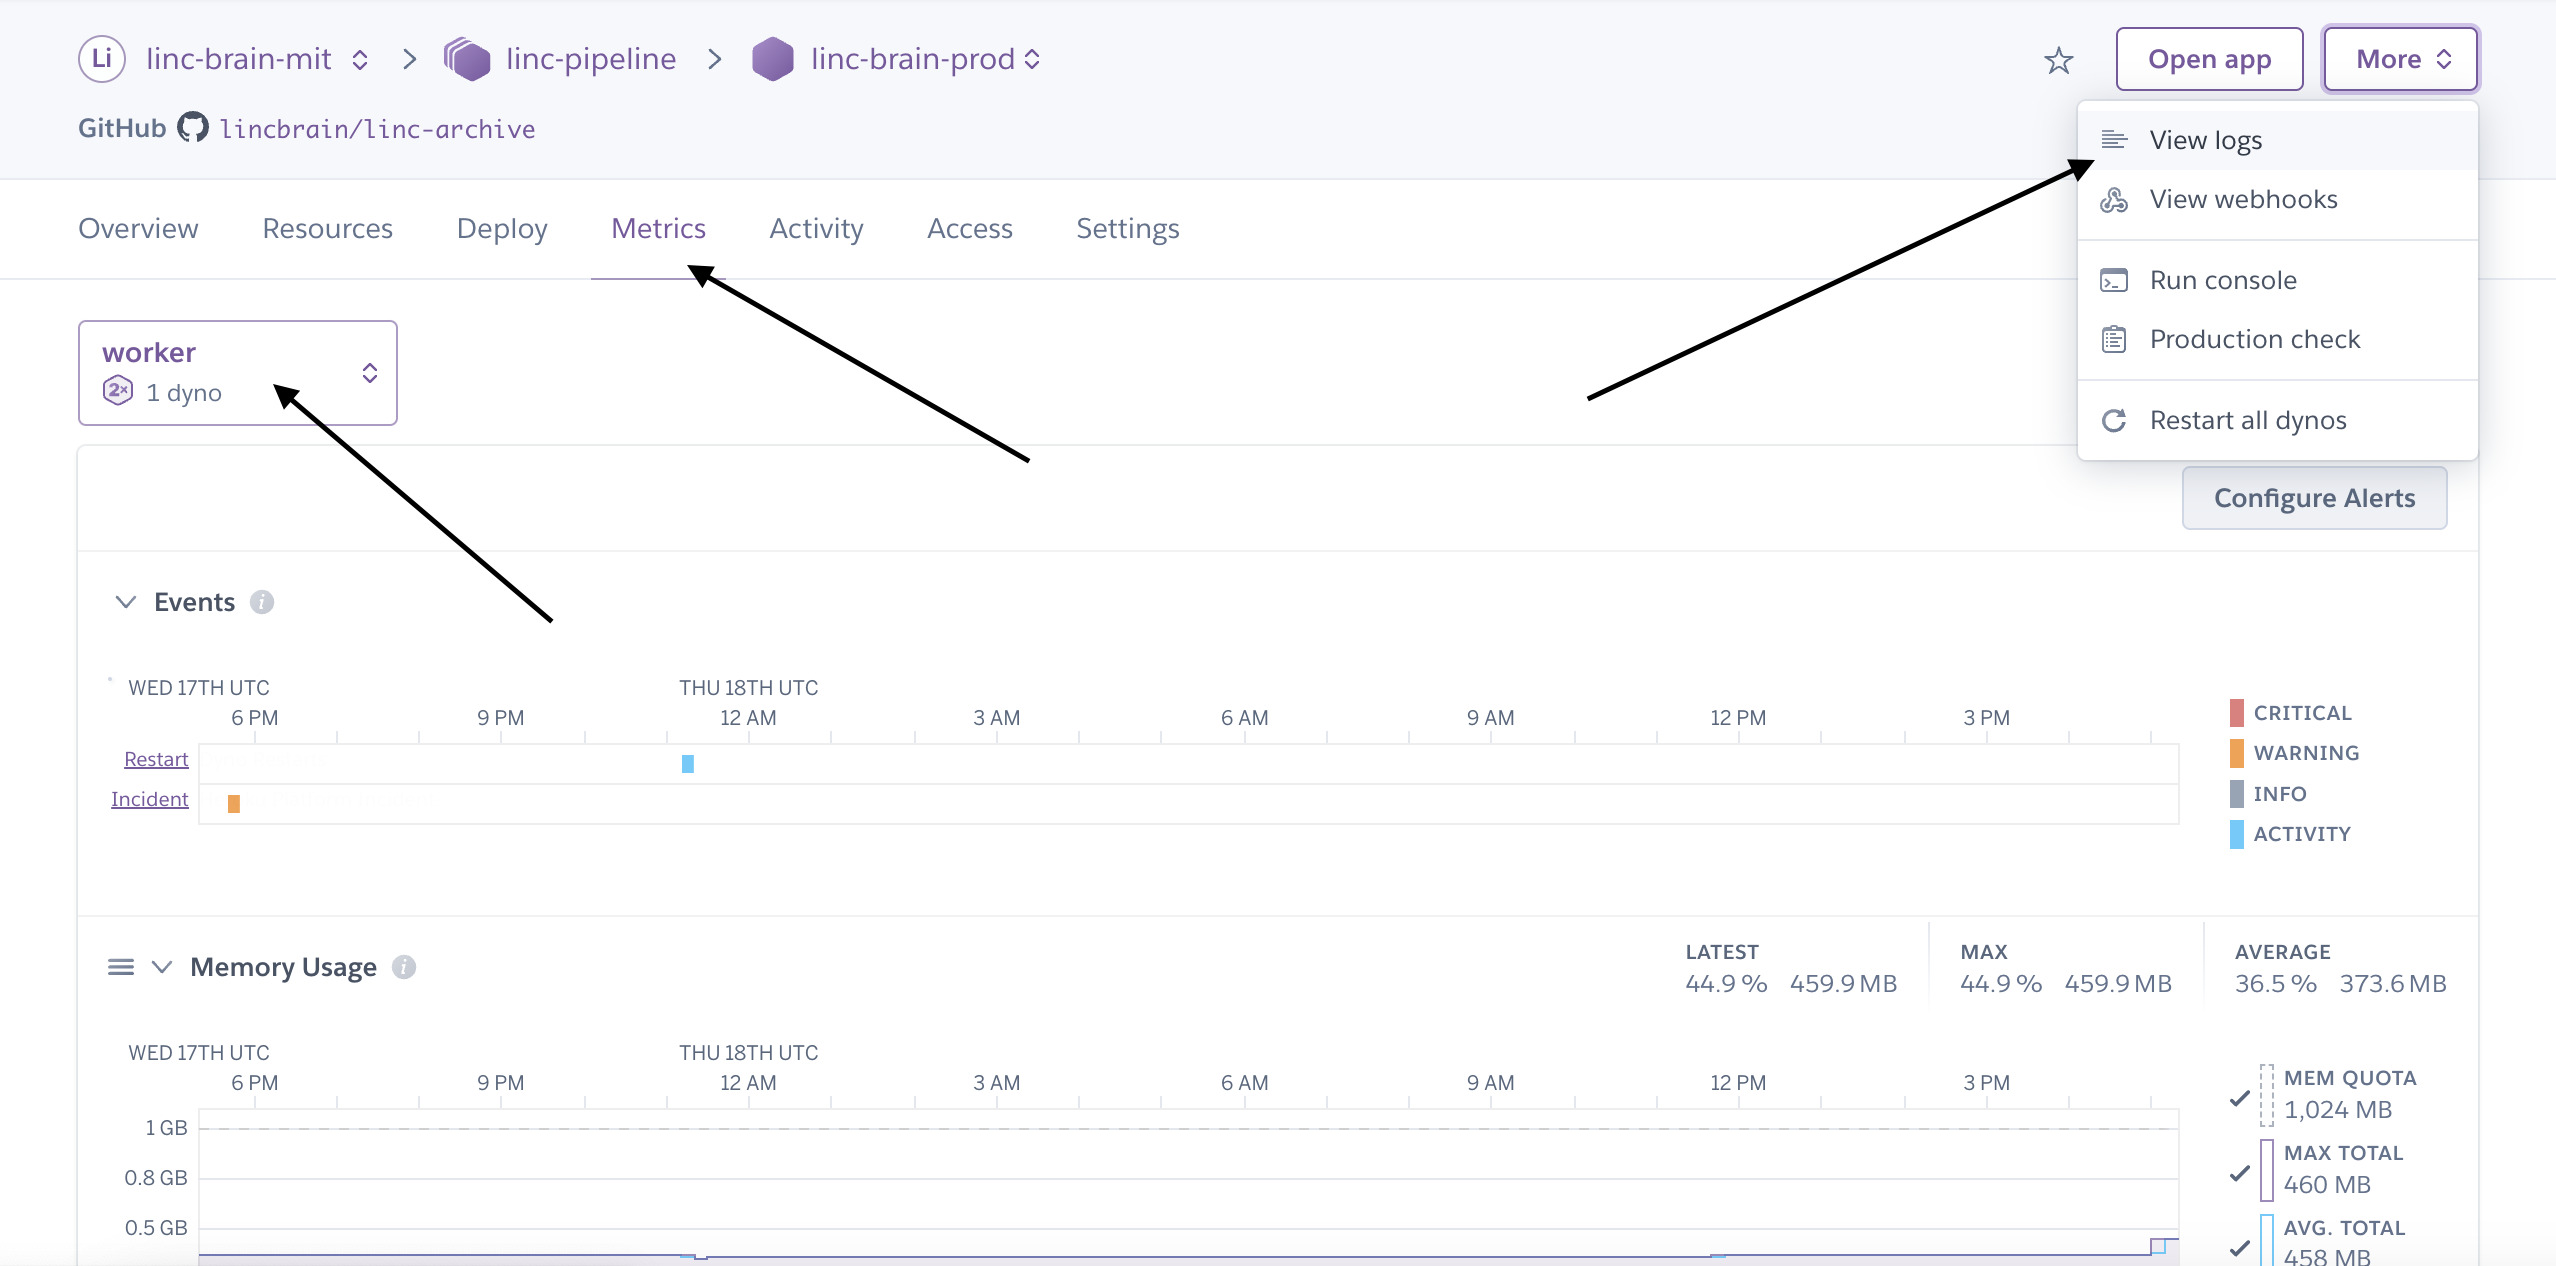 Li linc-brain-mit linc-pipeline linc-brain-prod Open app More
GitHub lincbrain/linc-archive
View logs
View webhooks
Run console
Production check
Restart all dynos
Overview Resources Deploy Metrics Activity Access Settings
worker
2x 1 dyno
Configure Alerts
Events i
WED 17TH UTC THU 18TH UTC
6 PM 9 PM 12 AM 3 AM 6 AM 9 AM 12 PM 3 PM
Restart
Incident
CRITICAL
WARNING
INFO
ACTIVITY
Memory Usage i
LATEST MAX AVERAGE
44.9 % 459.9 MB 44.9 % 459.9 MB 36.5 % 373.6 MB
WED 17TH UTC THU 18TH UTC
6 PM 9 PM 12 AM 3 AM 6 AM 9 AM 12 PM 3 PM
1 GB
0.8 GB
0.5 GB
MEM QUOTA
1,024 MB
MAX TOTAL
460 MB
AVG. TOTAL
458 MB